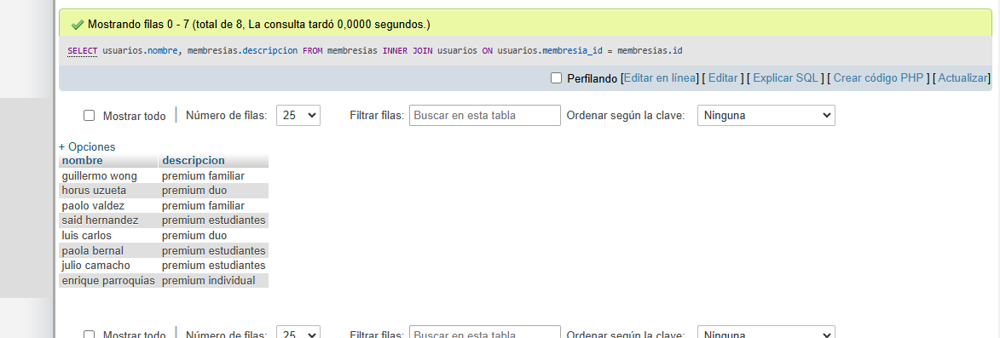 Mostrando filas 0 - 7 (total de 8, La consulta tardó 0,0000 segundos.)
SELECT usuarios.nombre, membresias.descripcion FROM membresias INNER JOIN usuarios ON usuarios.membresia_id = membresias.id
Perfilando [Editar en línea] [ Editar ] [ Explicar SQL ] [ Crear código PHP ] [ Actualizar]
Mostrar todo | Número de filas: 25 Filtrar filas: Buscar en esta tabla Ordenar según la clave: Ninguna
+ Opciones
nombre descripcion
guillermo wong premium familiar
horus uzueta premium duo
paolo valdez premium familiar
said hernandez premium estudiantes
luis carlos premium duo
paola bernal premium estudiantes
julio camacho premium estudiantes
enrique parroquias premium individual
Mostrar todo | Número de filas: 25 Filtrar filas: Buscar en esta tabla Ordenar según la clave: Ninguna